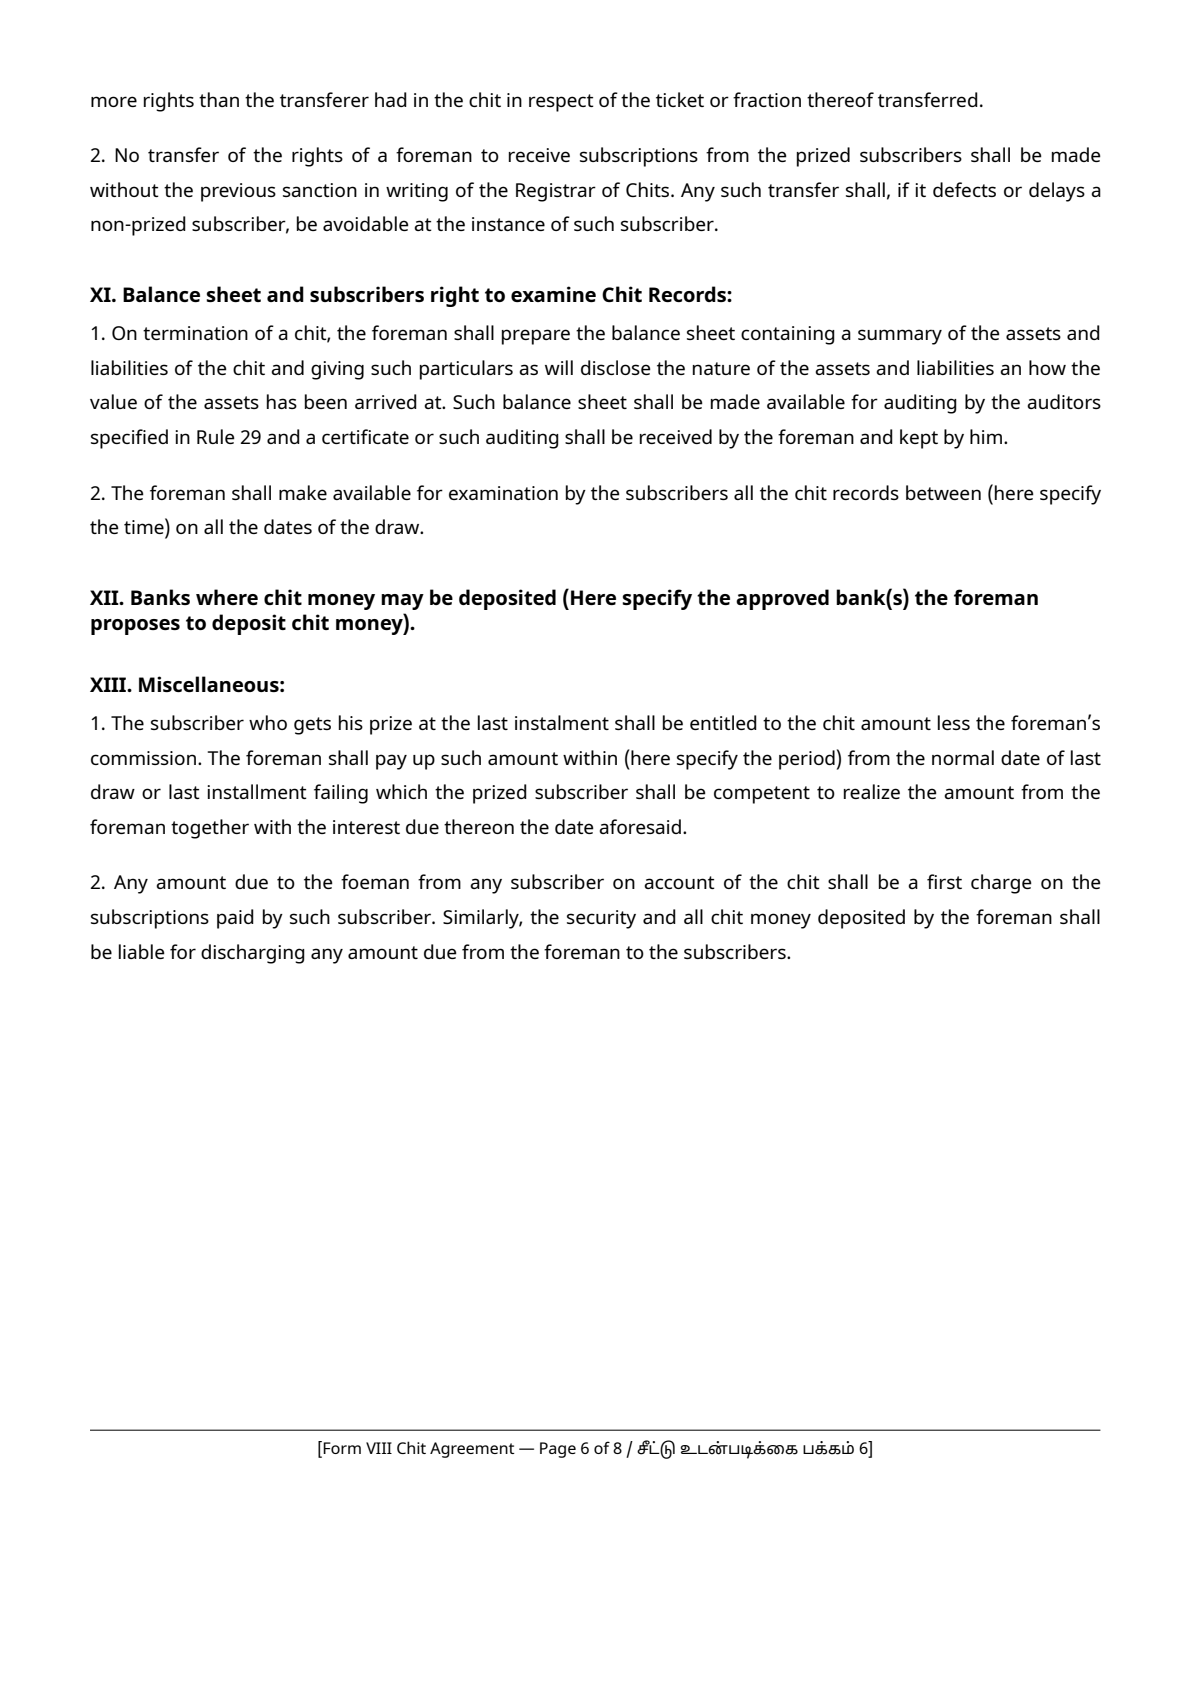 more rights than the transferer had in the chit in respect of the ticket or fraction thereof transferred.
2. No transfer of the rights of a foreman to receive subscriptions from the prized subscribers shall be made
without the previous sanction in writing of the Registrar of Chits. Any such transfer shall, if it defects or delays a
non-prized subscriber, be avoidable at the instance of such subscriber.
XI. Balance sheet and subscribers right to examine Chit Records:
1. On termination of a chit, the foreman shall prepare the balance sheet containing a summary of the assets and
liabilities of the chit and giving such particulars as will disclose the nature of the assets and liabilities an how the
value of the assets has been arrived at. Such balance sheet shall be made available for auditing by the auditors
specified in Rule 29 and a certificate or such auditing shall be received by the foreman and kept by him.
2. The foreman shall make available for examination by the subscribers all the chit records between (here specify
the time) on all the dates of the draw.
XII. Banks where chit money may be deposited (Here specify the approved bank(s) the foreman
proposes to deposit chit money).
XIII. Miscellaneous:
1. The subscriber who gets his prize at the last instalment shall be entitled to the chit amount less the foreman’s
commission. The foreman shall pay up such amount within (here specify the period) from the normal date of last
draw or last installment failing which the prized subscriber shall be competent to realize the amount from the
foreman together with the interest due thereon the date aforesaid.
2. Any amount due to the foeman from any subscriber on account of the chit shall be a first charge on the
subscriptions paid by such subscriber. Similarly, the security and all chit money deposited by the foreman shall
be liable for discharging any amount due from the foreman to the subscribers.
[Form VIII Chit Agreement — Page 6 of 8 / சீட்டு உடன்படிக்கை பக்கம் 6]